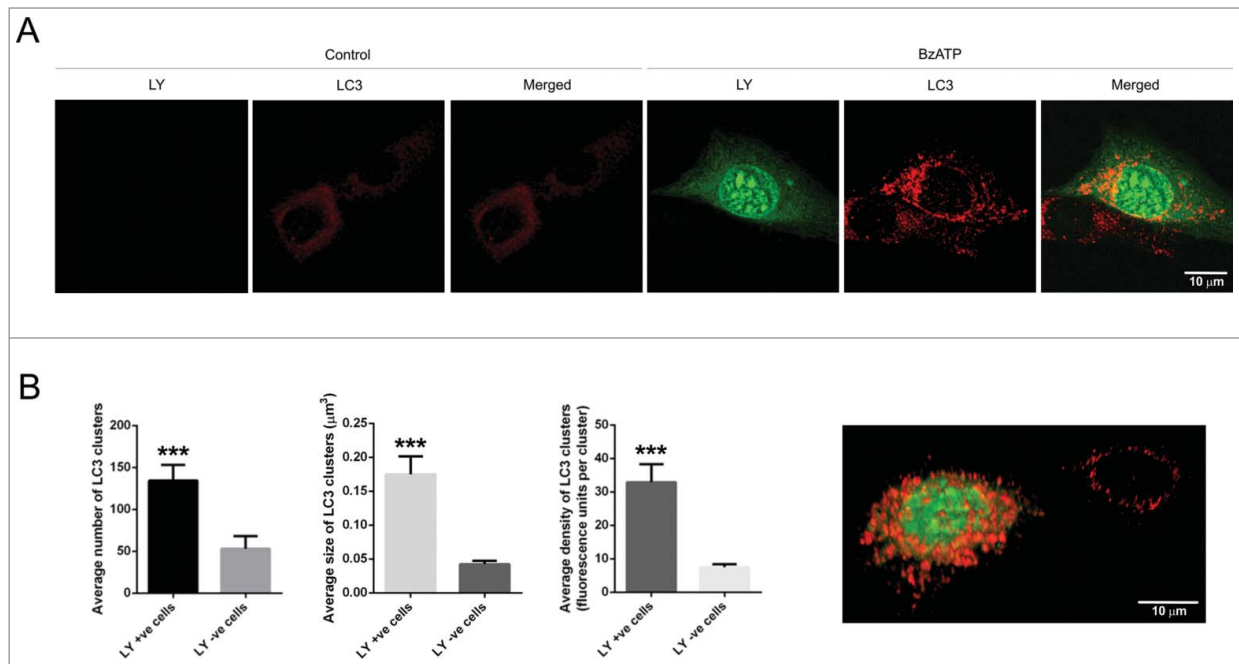 A
Control
BzATP
LY
LC3
Merged
LY
LC3
Merged
10 μm
B
Average number of LC3 clusters
200
150
100
50
0
***
LY +ve cells
LY -ve cells
Average size of LC3 clusters (μm³)
0.25
0.20
0.15
0.10
0.05
0.00
***
LY +ve cells
LY -ve cells
Average density of LC3 clusters
(fluorescence units per cluster)
50
40
30
20
10
0
***
LY +ve cells
LY -ve cells
10 μm